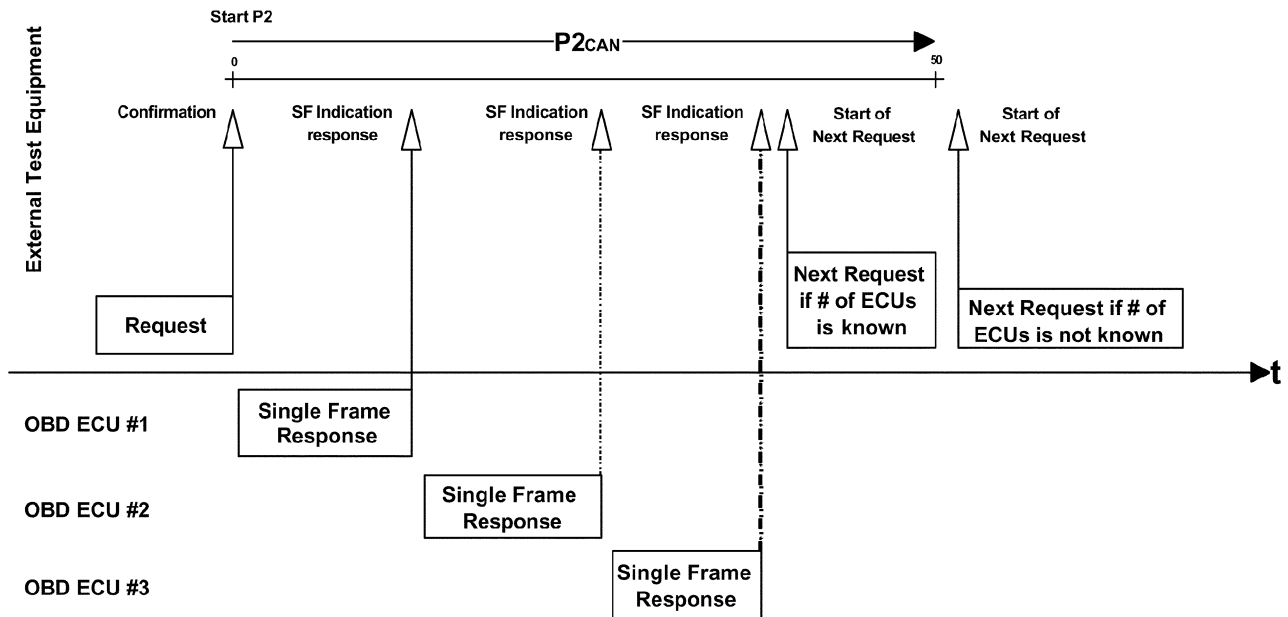 Start P2
P2CAN
0
50
External Test Equipment
Confirmation
SF Indication
response
SF Indication
response
SF Indication
response
Start of
Next Request
Start of
Next Request
Request
Next Request
if # of ECUs
is known
Next Request if # of
ECUs is not known
t
OBD ECU #1
Single Frame
Response
OBD ECU #2
Single Frame
Response
OBD ECU #3
Single Frame
Response